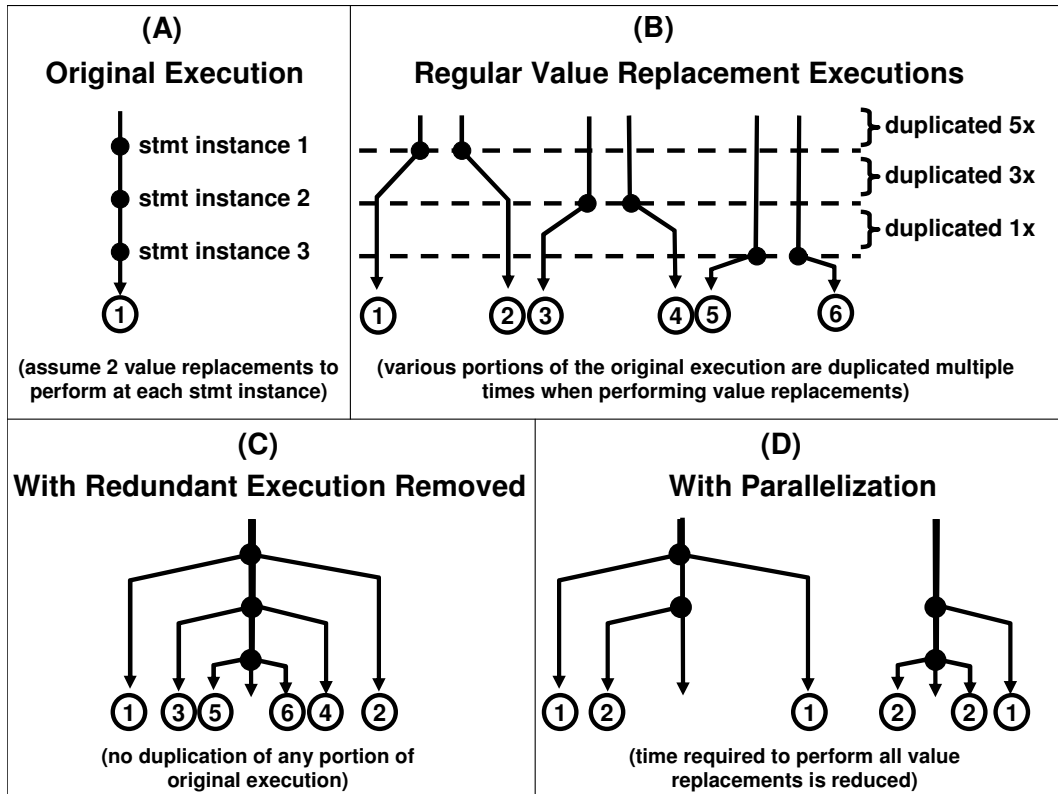 (A)
Original Execution
stmt instance 1
stmt instance 2
stmt instance 3
1
(assume 2 value replacements to
perform at each stmt instance)
(B)
Regular Value Replacement Executions
duplicated 5x
duplicated 3x
duplicated 1x
1 2 3 4 5 6
(various portions of the original execution are duplicated multiple
times when performing value replacements)
(C)
With Redundant Execution Removed
1 3 5 6 4 2
(no duplication of any portion of
original execution)
(D)
With Parallelization
1 2 1 2 2 1
(time required to perform all value
replacements is reduced)